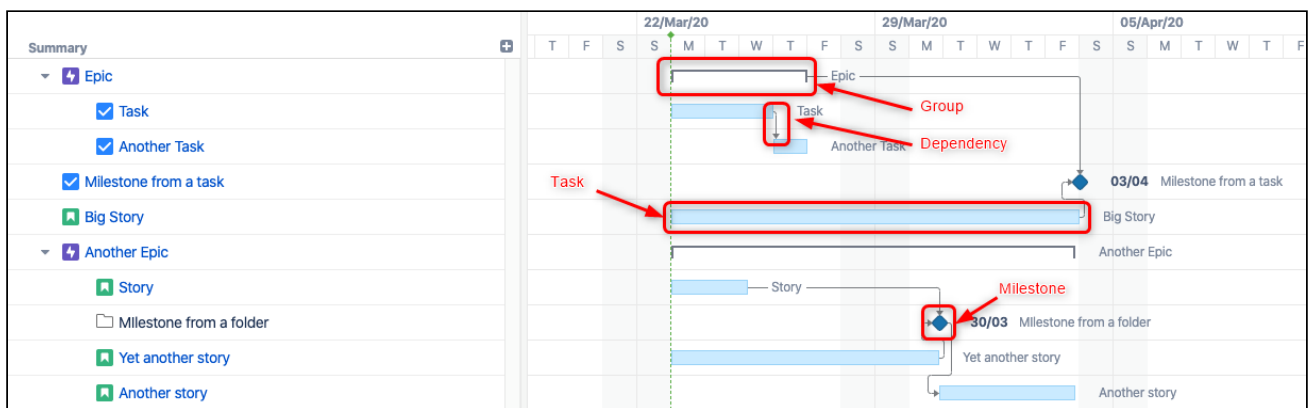 22/Mar/20 29/Mar/20 05/Apr/20
Summary T F S S M T W T F S S M T W T F S S M T W T F
Epic Epic
Group
Task Task
Another Task Another Task
Dependency
Milestone from a task 03/04 Milestone from a task
Task
Big Story Big Story
Another Epic Another Epic
Story Story
Milestone
MIlestone from a folder 30/03 MIlestone from a folder
Yet another story Yet another story
Another story Another story